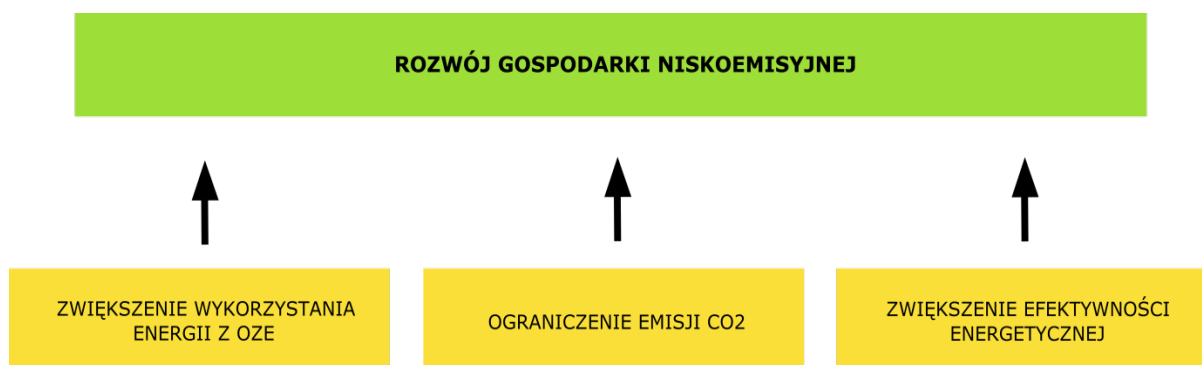 ROZWÓJ GOSPODARKI NISKOEMISYJNEJ
ZWIĘKSZENIE WYKORZYSTANIA
ENERGII Z OZE
OGRANICZENIE EMISJI CO2
ZWIĘKSZENIE EFEKTYWNOŚCI
ENERGETYCZNEJ